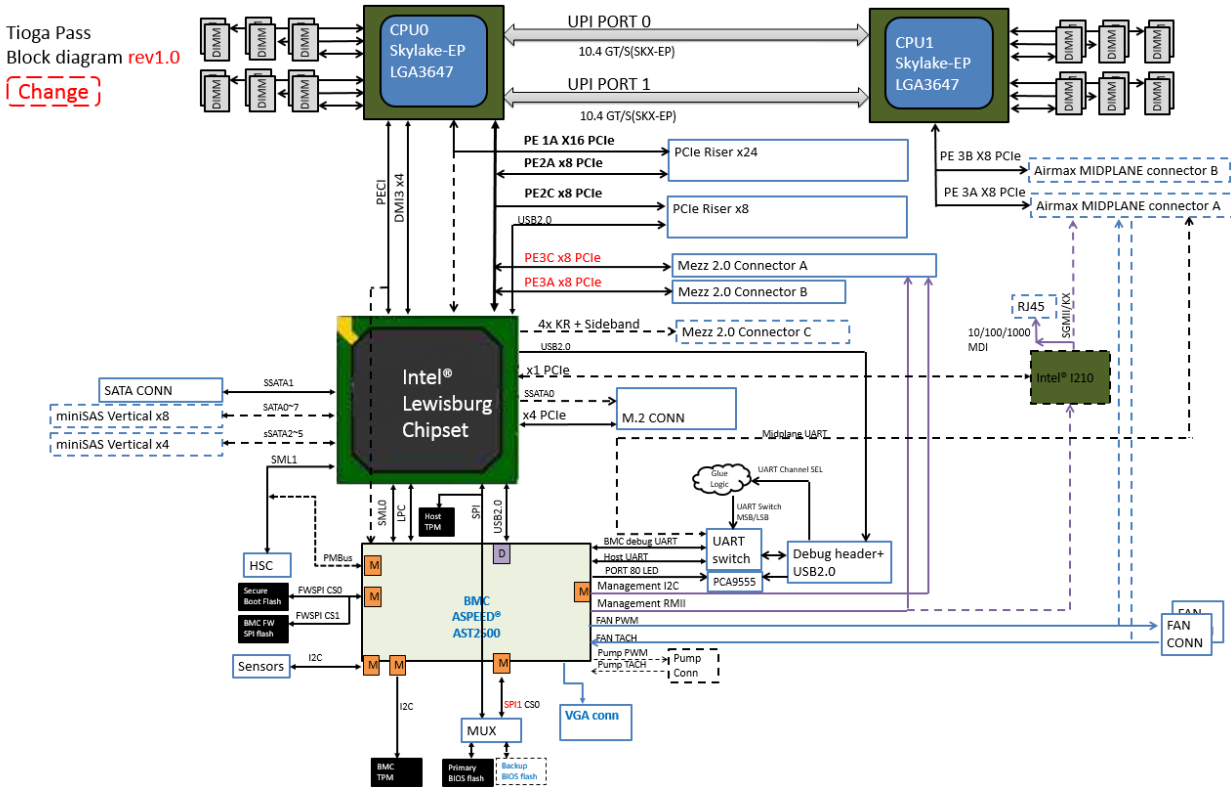 Tioga Pass
Block diagram rev1.0
Change
DIMM
DIMM
DIMM
DIMM
DIMM
DIMM
CPU0
Skylake-EP
LGA3647
UPI PORT 0
10.4 GT/S(SKX-EP)
UPI PORT 1
10.4 GT/S(SKX-EP)
CPU1
Skylake-EP
LGA3647
DIMM
DIMM
DIMM
DIMM
DIMM
DIMM
PECI
DMI3 x4
PE 1A X16 PCIe
PE2A x8 PCIe
PCIe Riser x24
PE2C x8 PCIe
USB2.0
PCIe Riser x8
PE3C x8 PCIe
Mezz 2.0 Connector A
PE3A x8 PCIe
Mezz 2.0 Connector B
PE 3B X8 PCIe
Airmax MIDPLANE connector B
PE 3A X8 PCIe
Airmax MIDPLANE connector A
4x KR + Sideband
Mezz 2.0 Connector C
USB2.0
x1 PCIe
RJ45
10/100/1000
MDI
SGMII/KX
Intel® I210
Intel®
Lewisburg
Chipset
SATA CONN
SSATA1
miniSAS Vertical x8
SATA0~7
miniSAS Vertical x4
sSATA2~5
SSATA0
x4 PCIe
M.2 CONN
Midplane UART
SML1
SML0
LPC
Host
TPM
SPI
USB2.0
Glue
Logic
UART Channel SEL
UART Switch
MSB/LSB
HSC
PMBus
BMC debug UART
Host UART
UART
switch
Debug header+
USB2.0
PORT 80 LED
PCA9555
Management I2C
Management RMII
FAN PWM
FAN TACH
Pump PWM
Pump TACH
Pump
Conn
FAN
FAN
CONN
Secure
Boot Flash
FWSPI CS0
BMC FW
SPI flash
FWSPI CS1
M
M
D
M
BMC
ASPEED®
AST2500
Sensors
I2C
M
M
M
I2C
SPI1 CS0
MUX
VGA conn
BMC
TPM
Primary
BIOS flash
Backup
BIOS flash